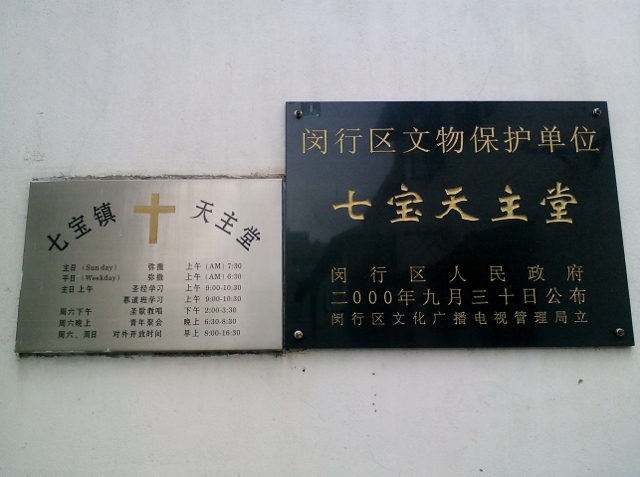 七宝镇 天主堂
主日 (Sunday) 弥撒 上午 (AM) 7:30
平日 (Weekday) 弥撒 上午 (AM) 6:30
主日上午 圣经学习 上午 9:00-10:30
慕道班学习 上午 9:00-10:30
周六下午 圣歌教唱 下午 2:00-3:30
周六晚上 青年聚会 晚上 6:30-8:30
周六、周日 对外开放时间 早上 8:00-16:30
闵行区文物保护单位
七宝天主堂
闵行区人民政府
二000年九月三十日公布
闵行区文化广播电视管理局立